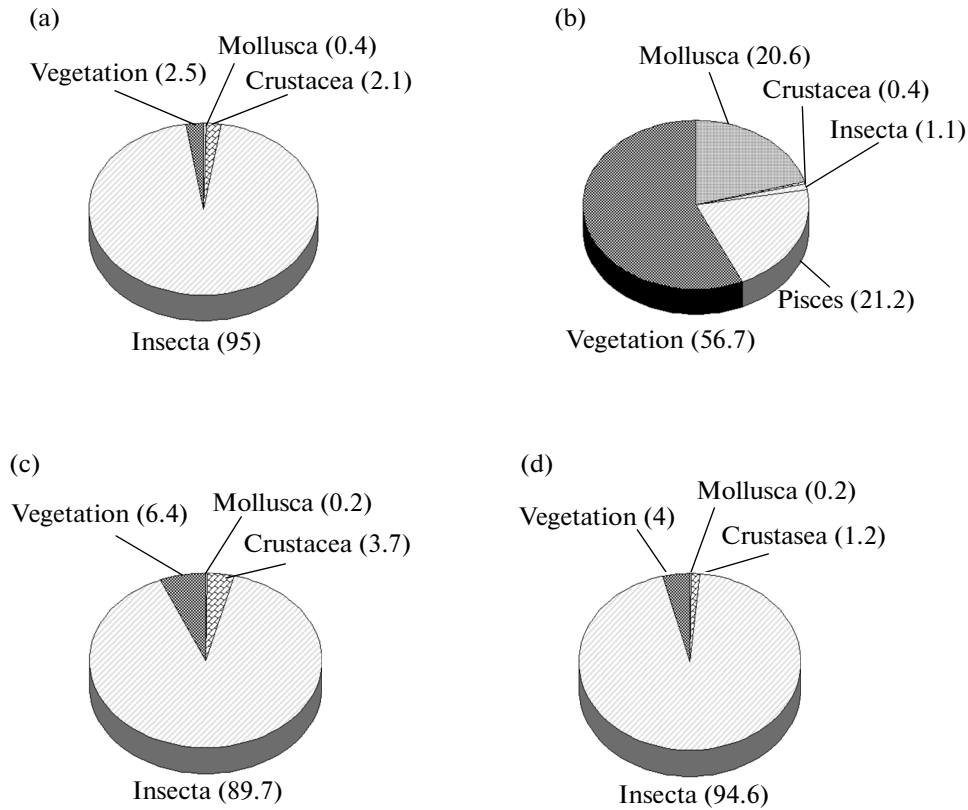 (a)
Mollusca (0.4)
Vegetation (2.5)
Crustacea (2.1)
Insecta (95)
(b)
Mollusca (20.6)
Crustacea (0.4)
Insecta (1.1)
Pisces (21.2)
Vegetation (56.7)
(c)
Mollusca (0.2)
Vegetation (6.4)
Crustacea (3.7)
Insecta (89.7)
(d)
Mollusca (0.2)
Vegetation (4)
Crustasea (1.2)
Insecta (94.6)